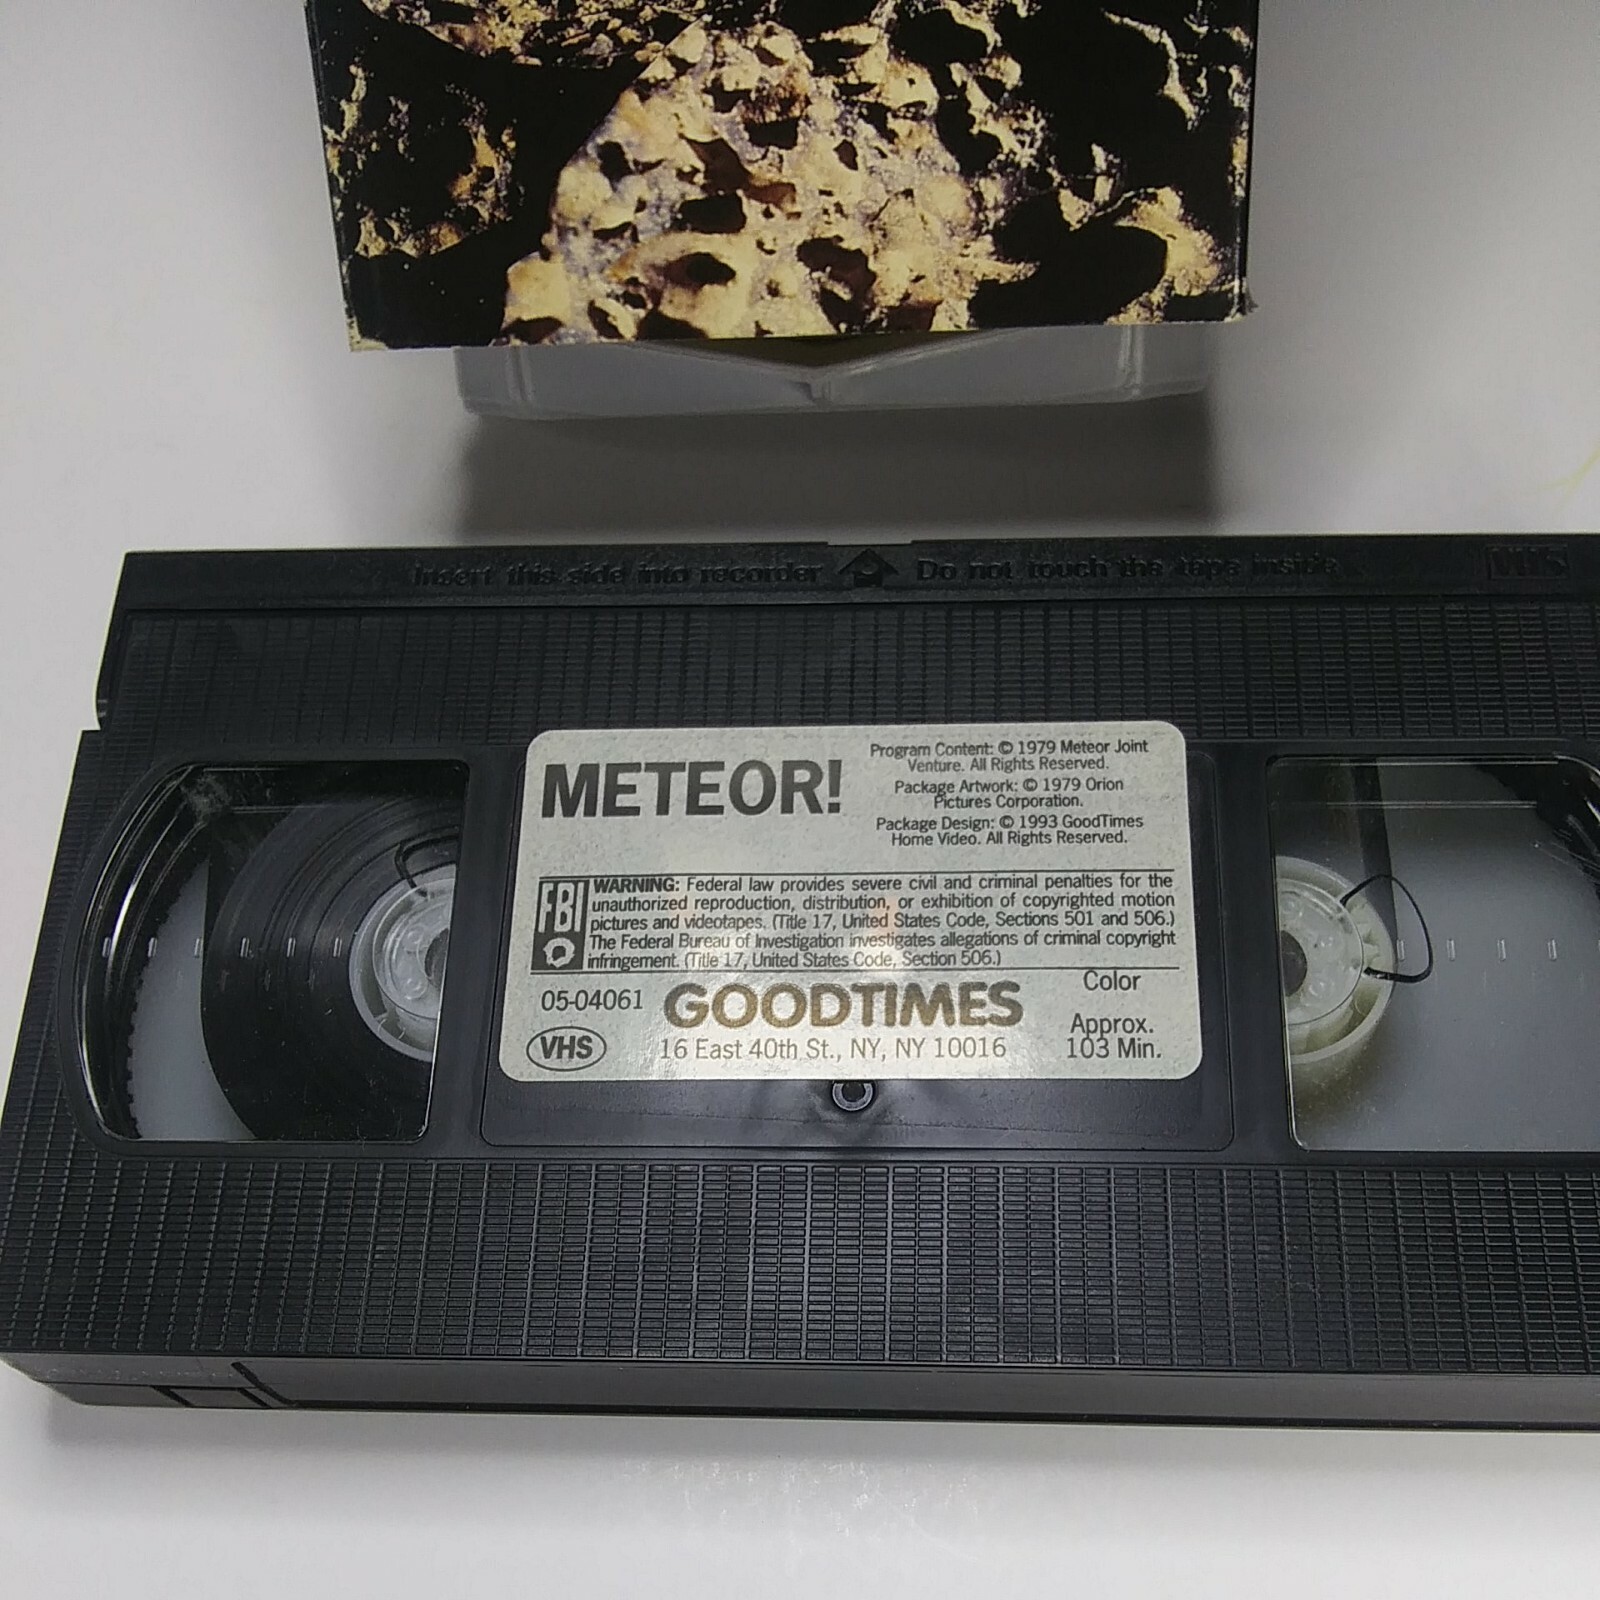 Insert this side into recorder Do not touch the tape inside VHS
METEOR!
Program Content: © 1979 Meteor Joint
Venture. All Rights Reserved.
Package Artwork: © 1979 Orion
Pictures Corporation.
Package Design: © 1993 GoodTimes
Home Video. All Rights Reserved.
FBI
WARNING: Federal law provides severe civil and criminal penalties for the
unauthorized reproduction, distribution, or exhibition of copyrighted motion
pictures and videotapes. (Title 17, United States Code, Sections 501 and 506.)
The Federal Bureau of Investigation investigates allegations of criminal copyright
infringement. (Title 17, United States Code, Section 506.)
05-04061
VHS
GOODTIMES
16 East 40th St., NY, NY 10016
Color
Approx.
103 Min.